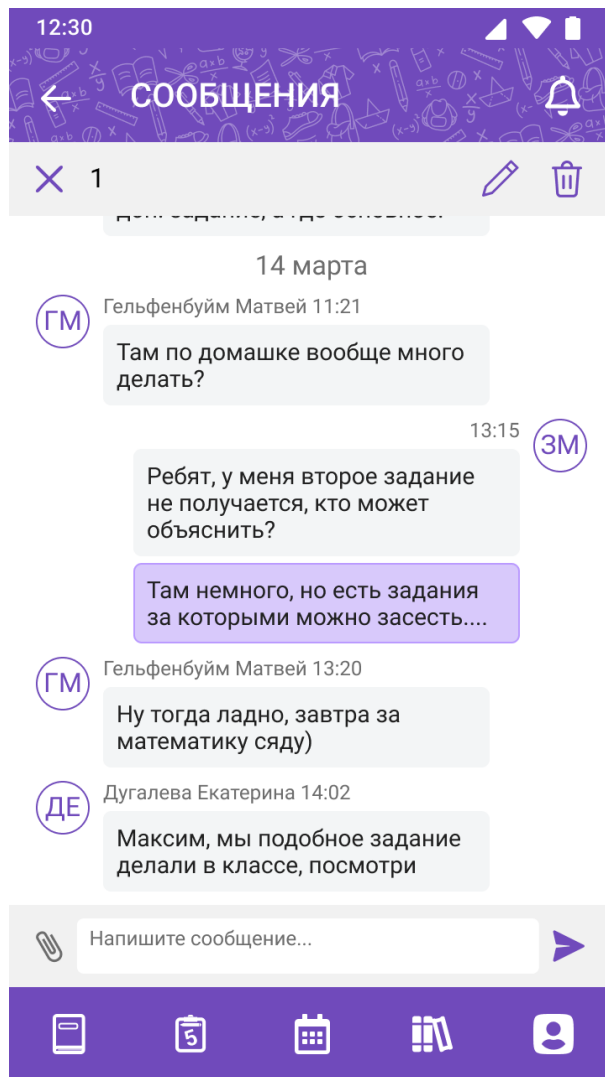 12:30
СООБЩЕНИЯ
1
14 марта
ГМ
Гельфенбуйм Матвей 11:21
Там по домашке вообще много
делать?
13:15
ЗМ
Ребят, у меня второе задание
не получается, кто может
объяснить?
Там немного, но есть задания
за которыми можно засесть....
ГМ
Гельфенбуйм Матвей 13:20
Ну тогда ладно, завтра за
математику сяду)
ДЕ
Дугалева Екатерина 14:02
Максим, мы подобное задание
делали в классе, посмотри
Напишите сообщение...
5